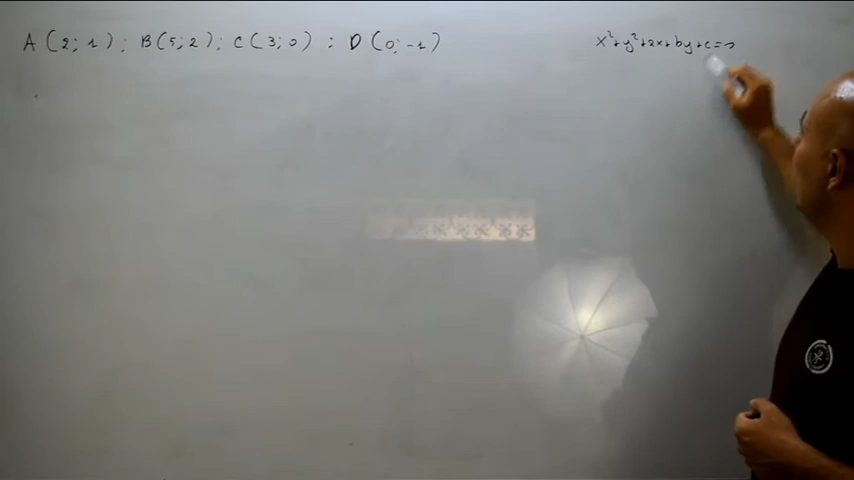 A (2; 1) ; B (5; 2) ; C (3; 0) ; D (0; -1)
x²+y²+ax+by+c=0